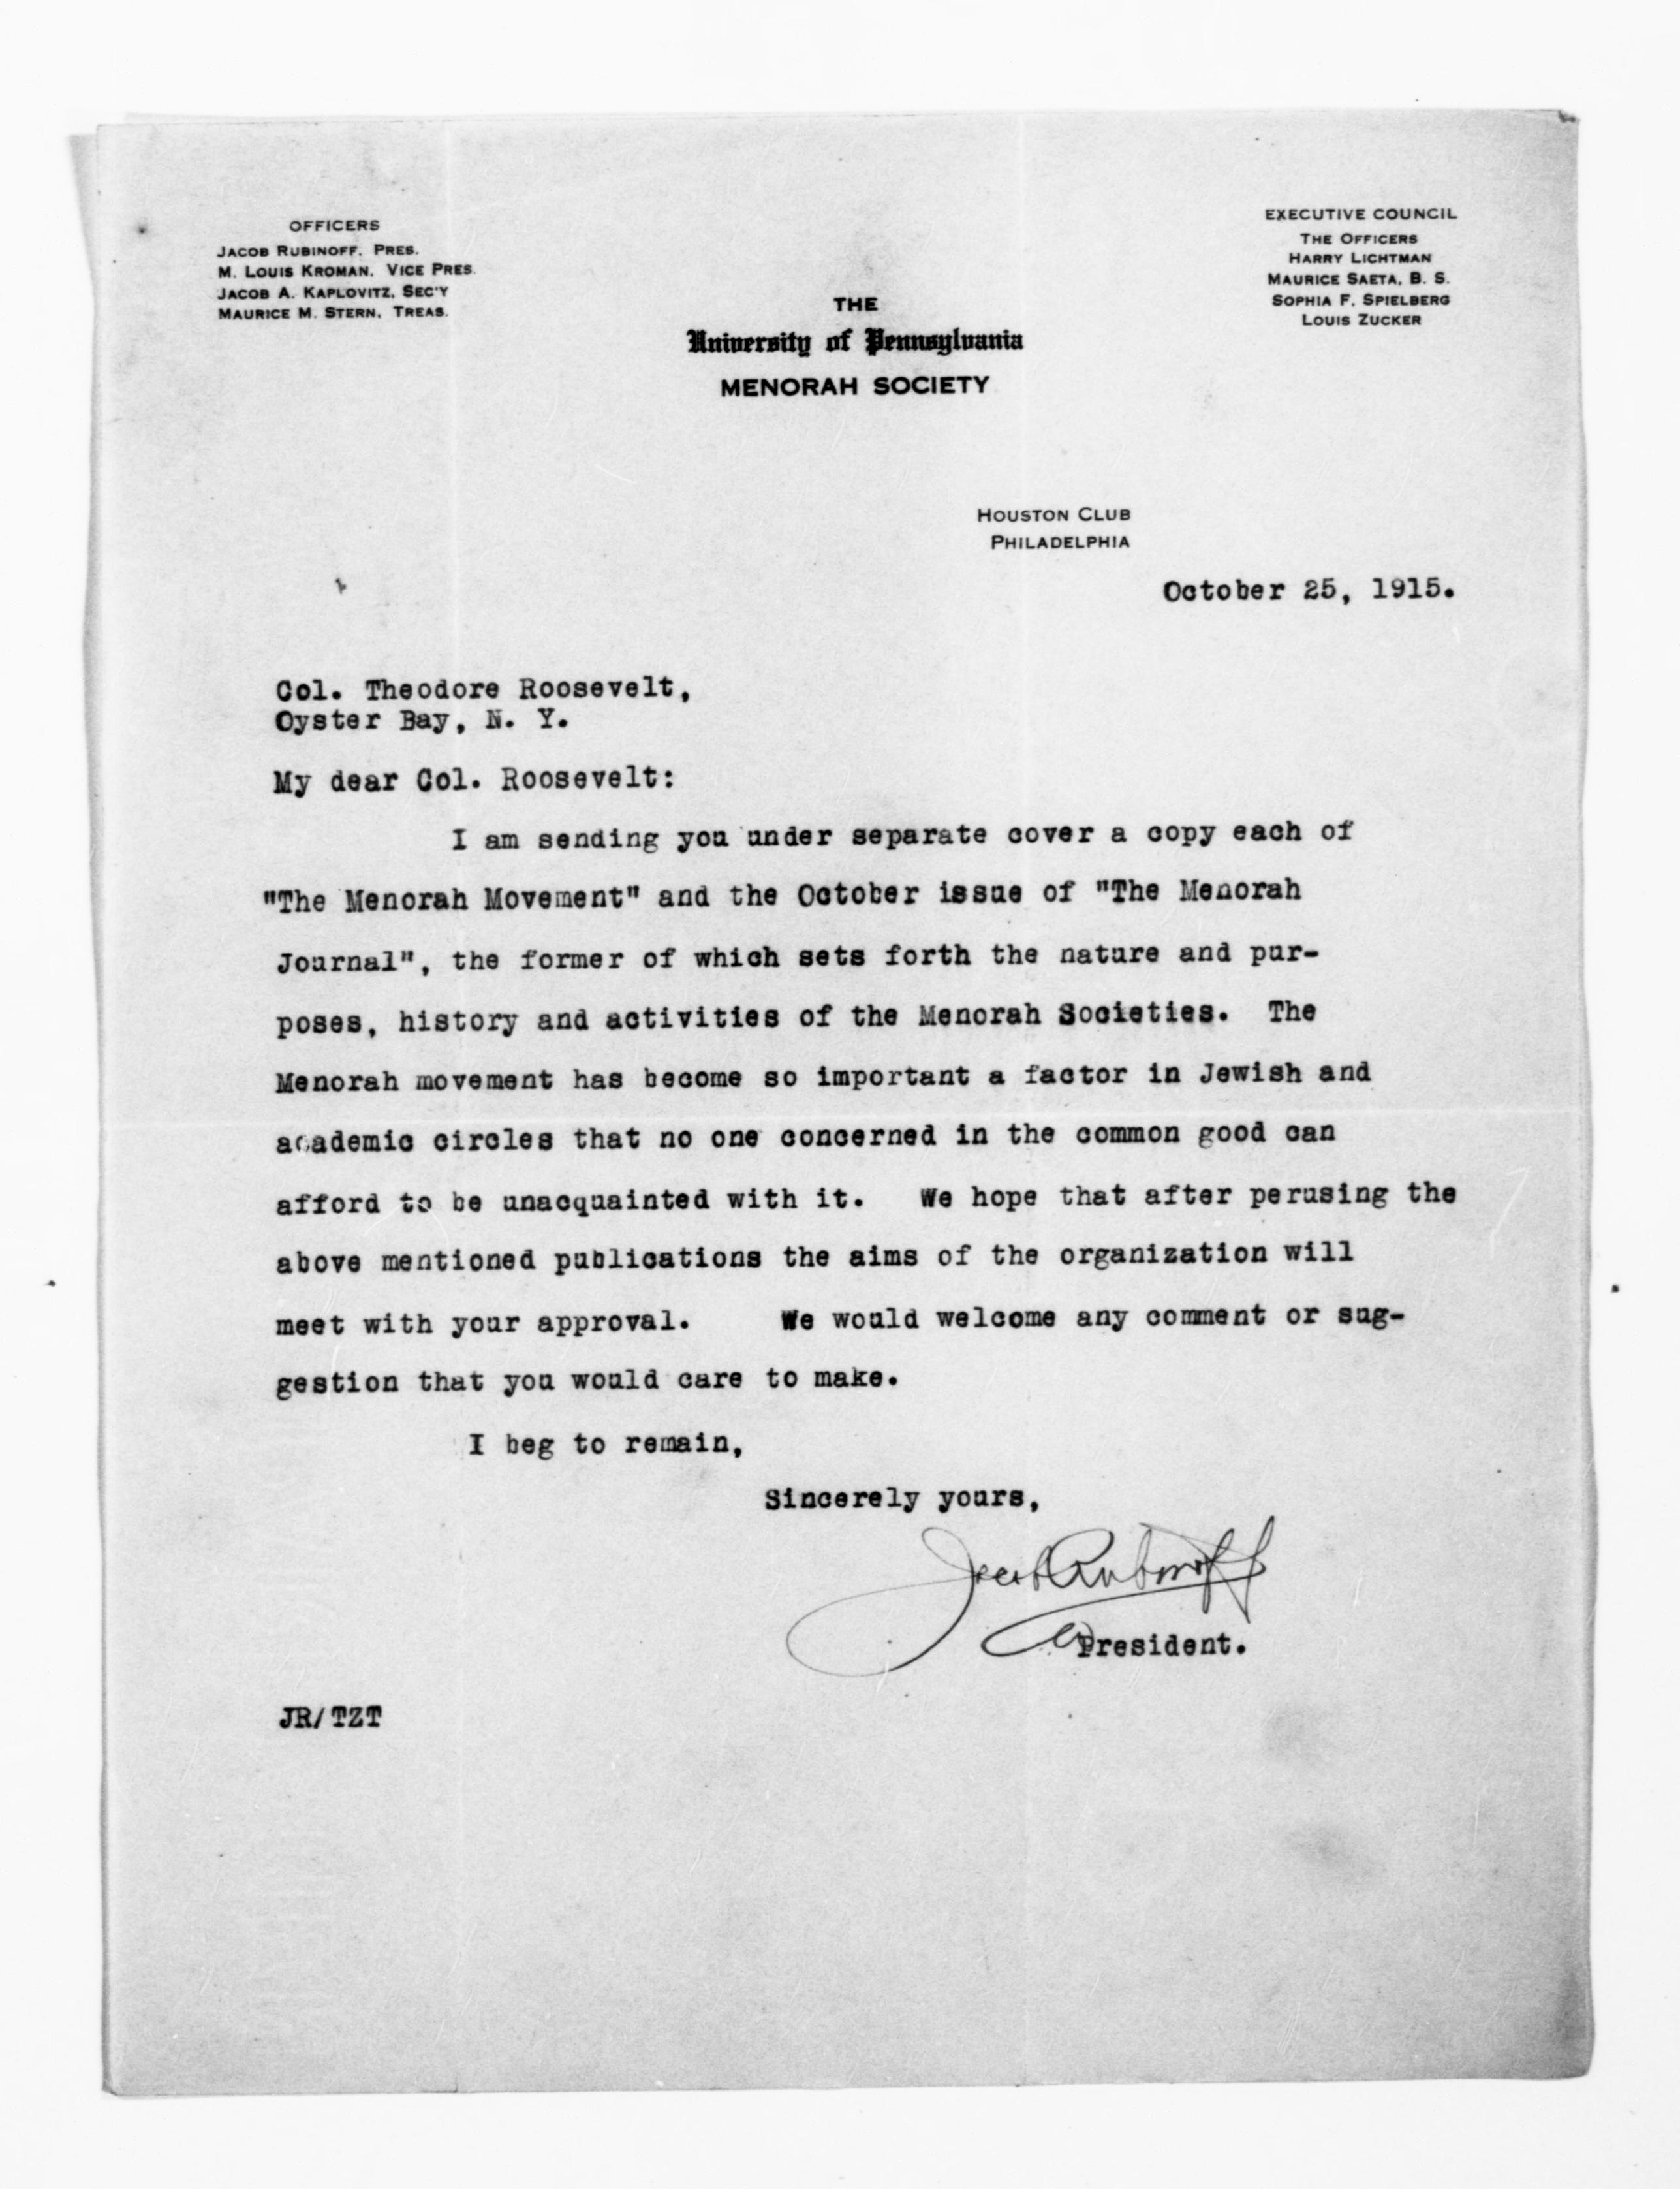 OFFICERS
JACOB RUBINOFF, PRES.
M. LOUIS KROMAN, VICE PRES.
JACOB A. KAPLOVITZ, SEC'Y
MAURICE M. STERN, TREAS.
EXECUTIVE COUNCIL
THE OFFICERS
HARRY LICHTMAN
MAURICE SAETA, B. S.
SOPHIA F. SPIELBERG
LOUIS ZUCKER
THE
University of Pennsylvania
MENORAH SOCIETY
HOUSTON CLUB
PHILADELPHIA
October 25, 1915.
Col. Theodore Roosevelt,
Oyster Bay, N. Y.
My dear Col. Roosevelt:
I am sending you under separate cover a copy each of
"The Menorah Movement" and the October issue of "The Menorah
Journal", the former of which sets forth the nature and pur-
poses, history and activities of the Menorah Societies. The
Menorah movement has become so important a factor in Jewish and
academic circles that no one concerned in the common good can
afford to be unacquainted with it. We hope that after perusing the
above mentioned publications the aims of the organization will
meet with your approval. We would welcome any comment or sug-
gestion that you would care to make.
I beg to remain,
Sincerely yours,
Jacob Rubinoff
President.
JR/TZT